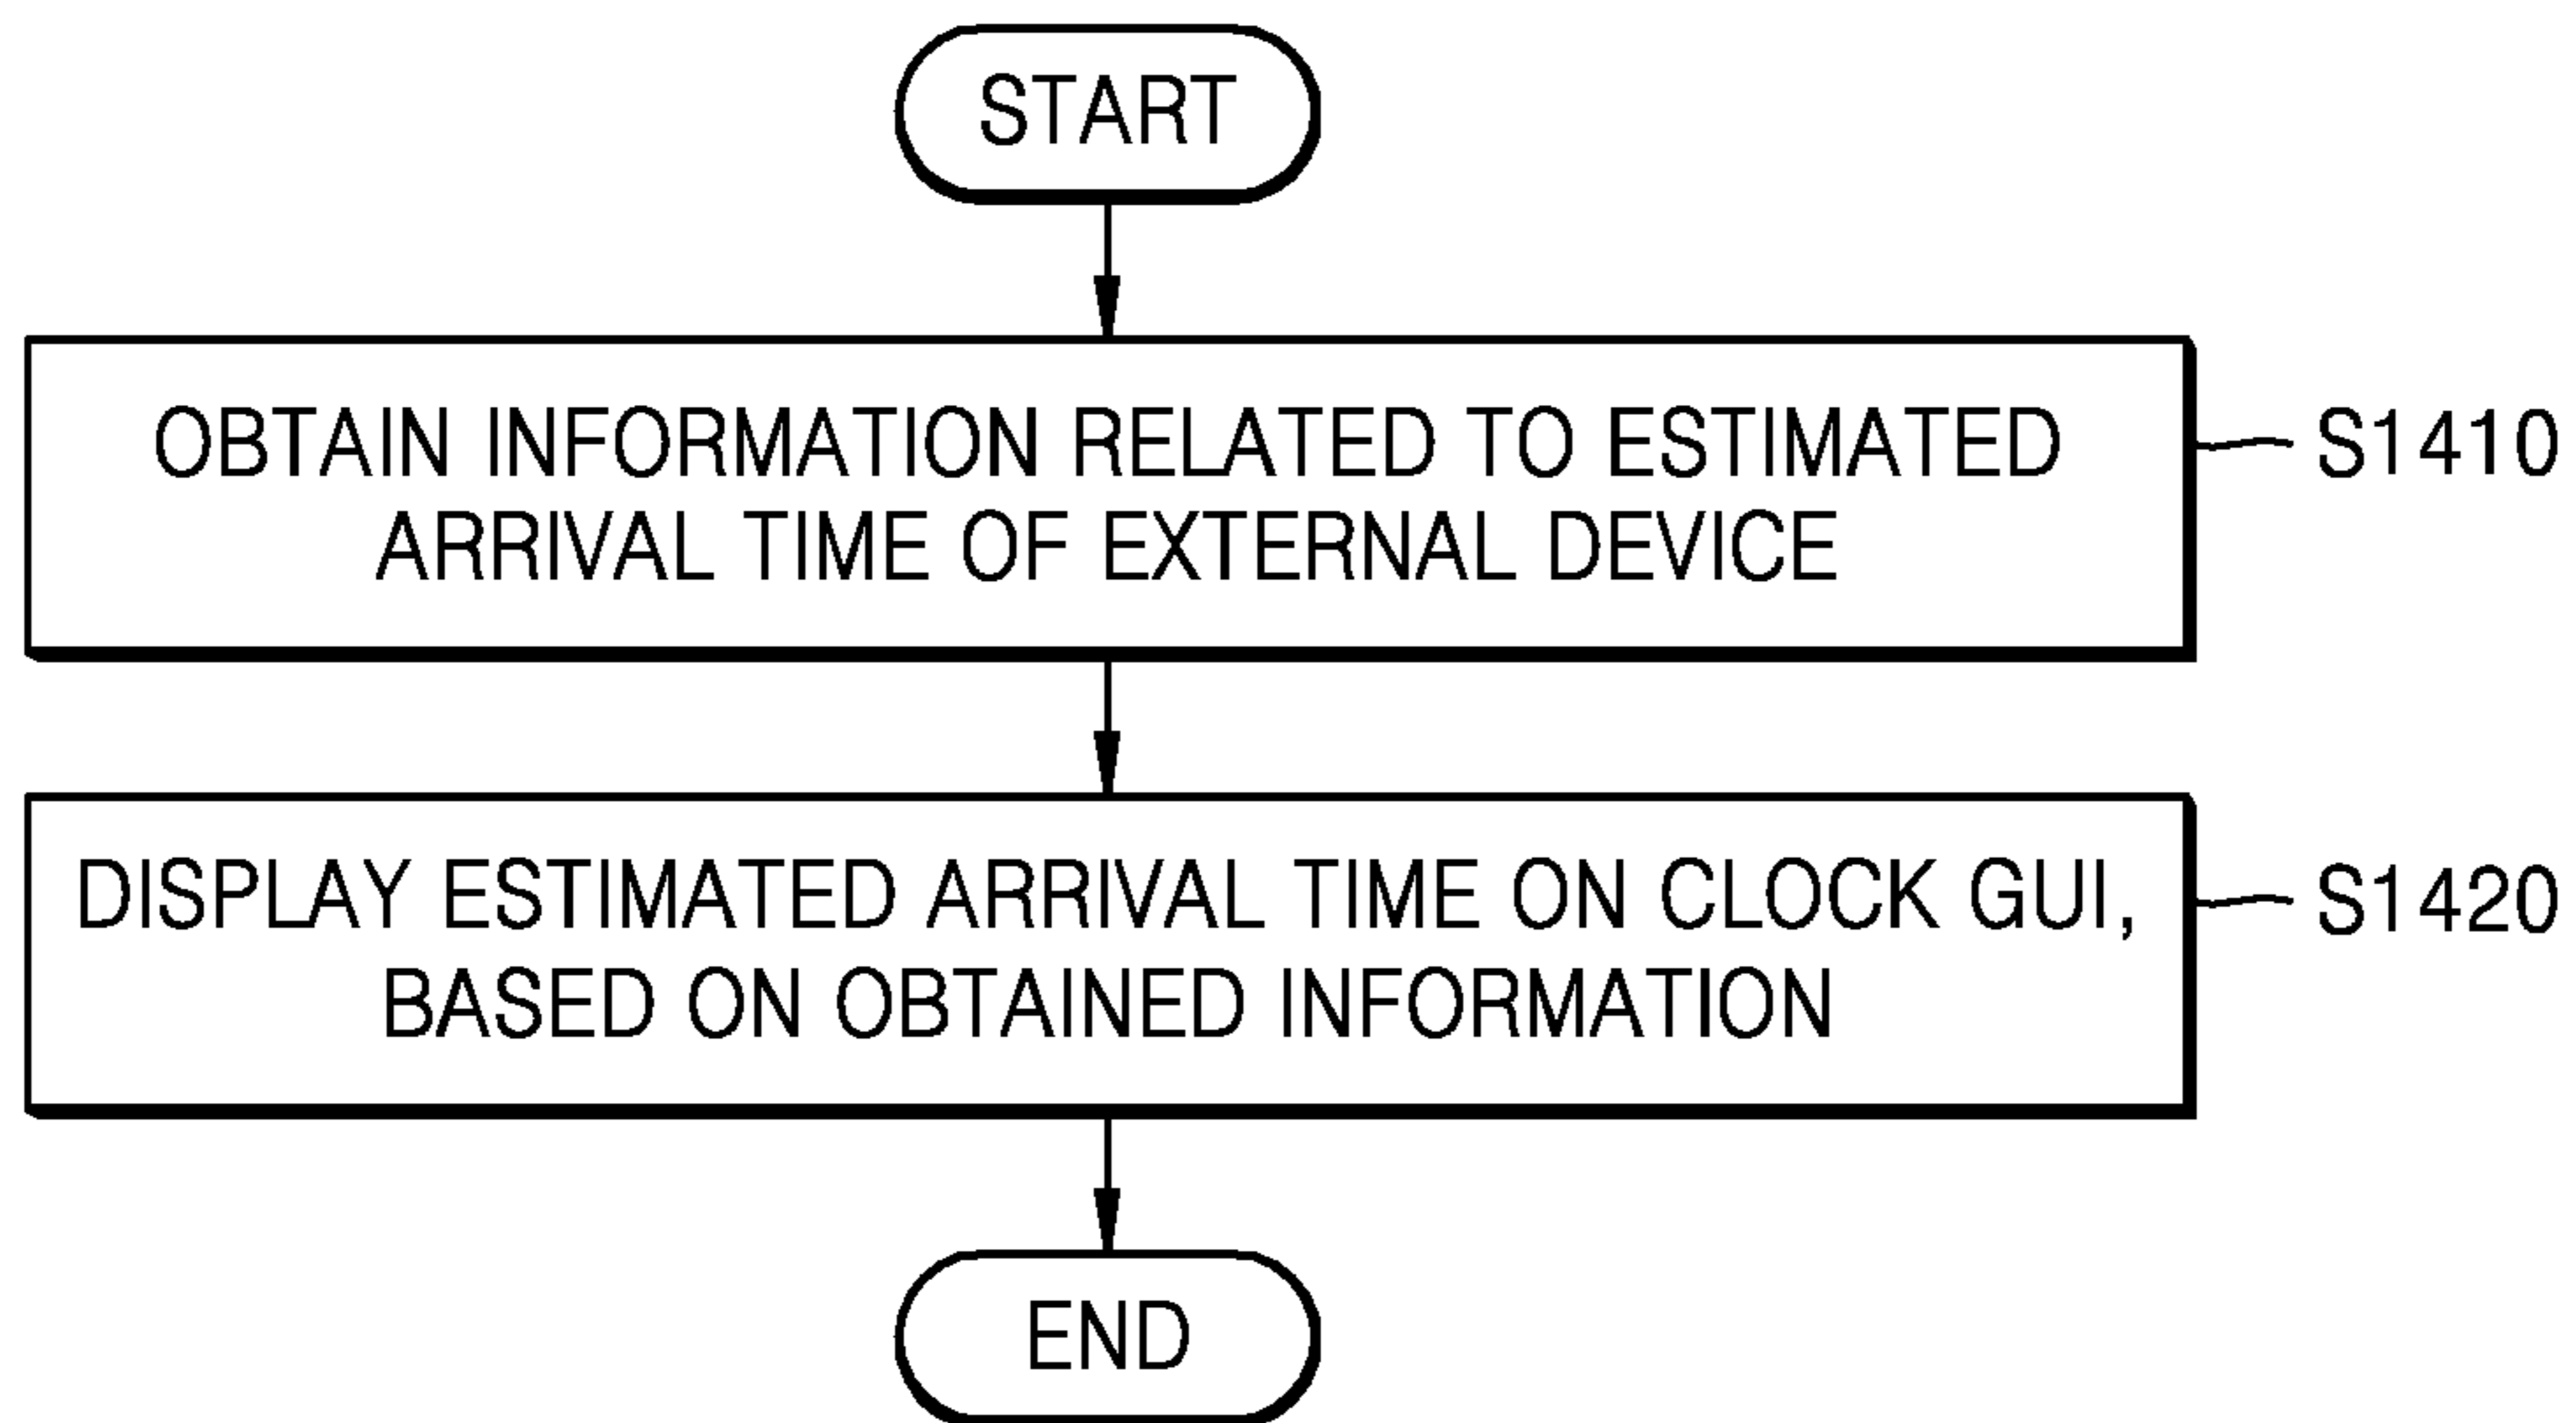 START
OBTAIN INFORMATION RELATED TO ESTIMATED
ARRIVAL TIME OF EXTERNAL DEVICE
S1410
DISPLAY ESTIMATED ARRIVAL TIME ON CLOCK GUI,
BASED ON OBTAINED INFORMATION
S1420
END